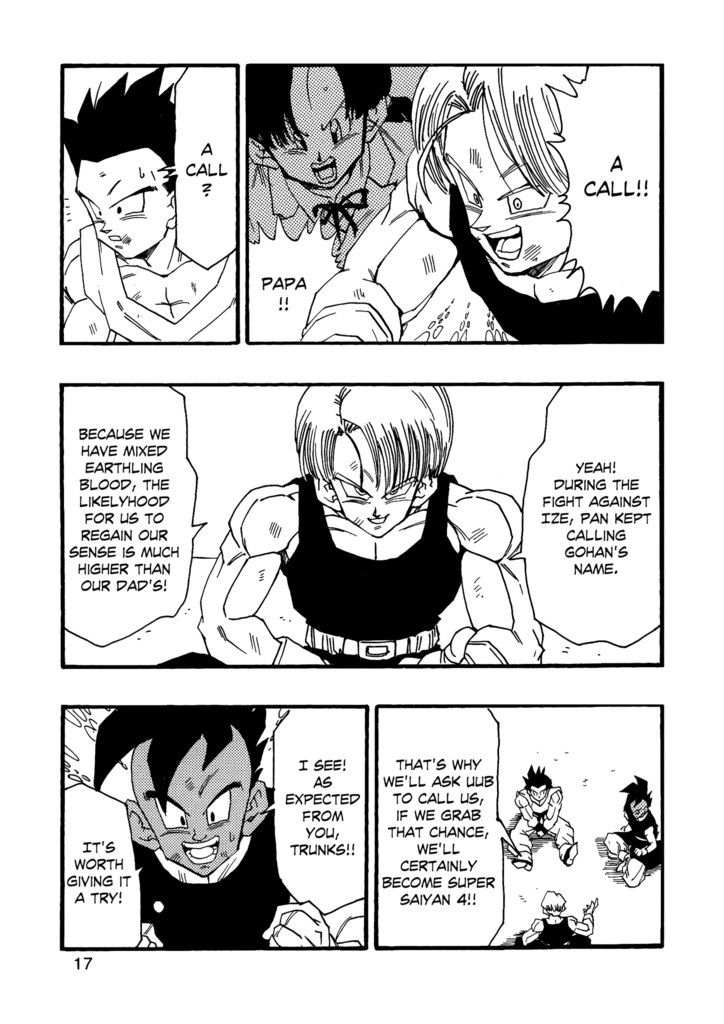 A
CALL!!
PAPA
!!
A
CALL
?
YEAH!
DURING THE
FIGHT AGAINST
IZE, PAN KEPT
CALLING
GOHAN'S
NAME.
BECAUSE WE
HAVE MIXED
EARTHLING
BLOOD, THE
LIKELYHOOD
FOR US TO
REGAIN OUR
SENSE IS MUCH
HIGHER THAN
OUR DAD'S!
THAT'S WHY
WE'LL ASK UUB
TO CALL US,
IF WE GRAB
THAT CHANCE,
WE'LL
CERTAINLY
BECOME SUPER
SAIYAN 4!!
I SEE!
AS
EXPECTED
FROM
YOU,
TRUNKS!!
IT'S
WORTH
GIVING IT
A TRY!
17